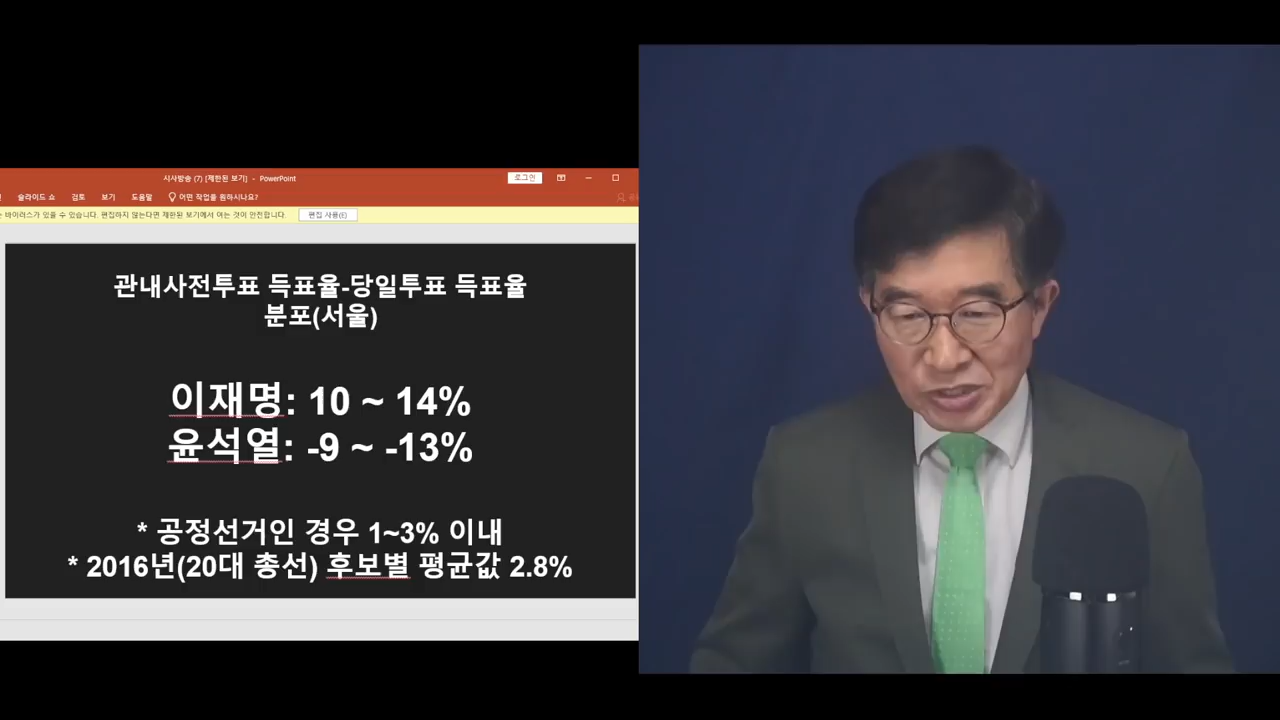 시사방송 (7) [제한된 보기] - PowerPoint
로그인
슬라이드 쇼 검토 보기 도움말 어떤 작업을 원하시나요?
바이러스가 있을 수 있습니다. 편집하지 않는다면 제한된 보기에서 여는 것이 안전합니다. 편집 사용(E)
관내사전투표 득표율-당일투표 득표율
분포(서울)
이재명: 10 ~ 14%
윤석열: -9 ~ -13%
* 공정선거인 경우 1~3% 이내
* 2016년(20대 총선) 후보별 평균값 2.8%